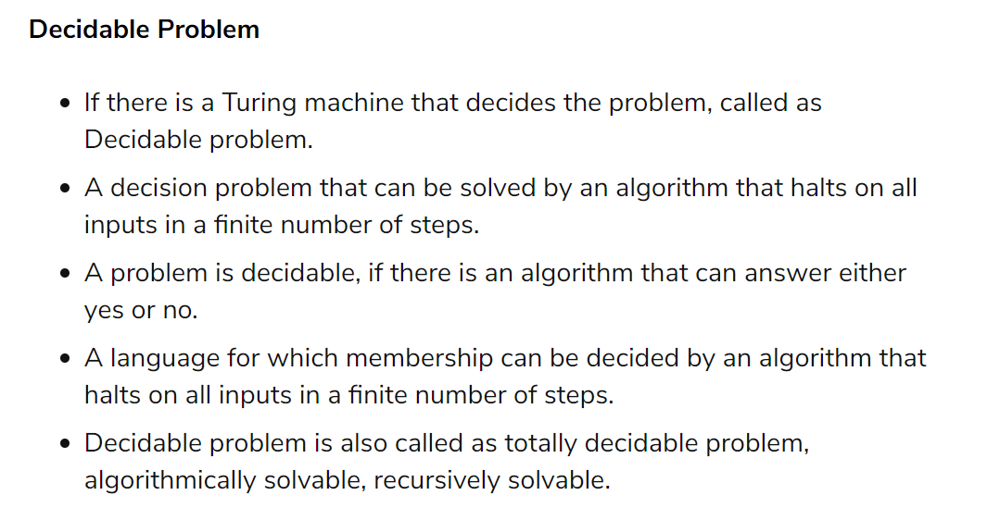 Decidable Problem
• If there is a Turing machine that decides the problem, called as
Decidable problem.
• A decision problem that can be solved by an algorithm that halts on all
inputs in a finite number of steps.
• A problem is decidable, if there is an algorithm that can answer either
yes or no.
• A language for which membership can be decided by an algorithm that
halts on all inputs in a finite number of steps.
• Decidable problem is also called as totally decidable problem,
algorithmically solvable, recursively solvable.